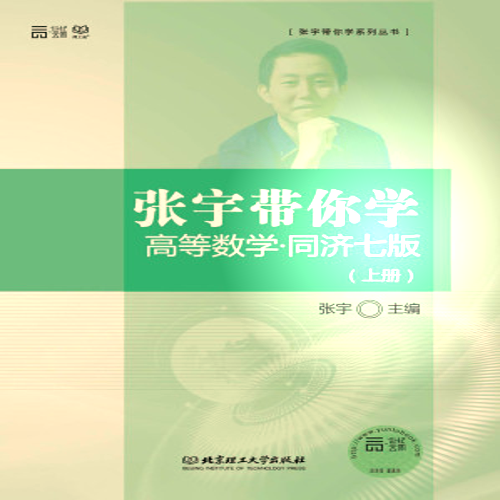 [ 张宇带你学系列丛书 ]
张宇带你学
高等数学·同济七版
(上册)
张宇 主编
北京理工大学出版社
BEIJING INSTITUTE OF TECHNOLOGY PRESS